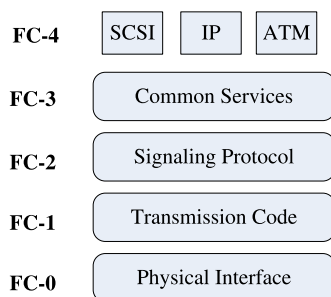 FC-4 SCSI IP ATM
FC-3 Common Services
FC-2 Signaling Protocol
FC-1 Transmission Code
FC-0 Physical Interface